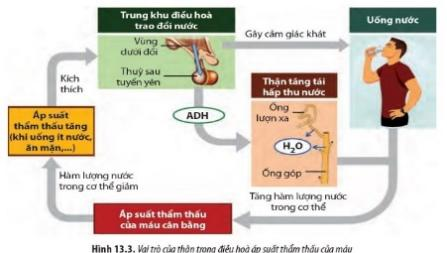 Trung khu điều hoà
trao đổi nước
Vùng
dưới đồi
Thuỳ sau
tuyến yên
Gây cảm giác khát
Uống nước
Kích
thích
ADH
Thận tăng tái
hấp thu nước
Ống
lượn xa
H₂O
Ống góp
Áp suất
thẩm thấu tăng
(khi uống ít nước,
ăn mặn,...)
Hàm lượng nước
trong cơ thể giảm
Áp suất thẩm thấu
của máu cân bằng
Tăng hàm lượng nước
trong cơ thể
Hình 13.3. Vai trò của thận trong điều hoà áp suất thẩm thấu của máu